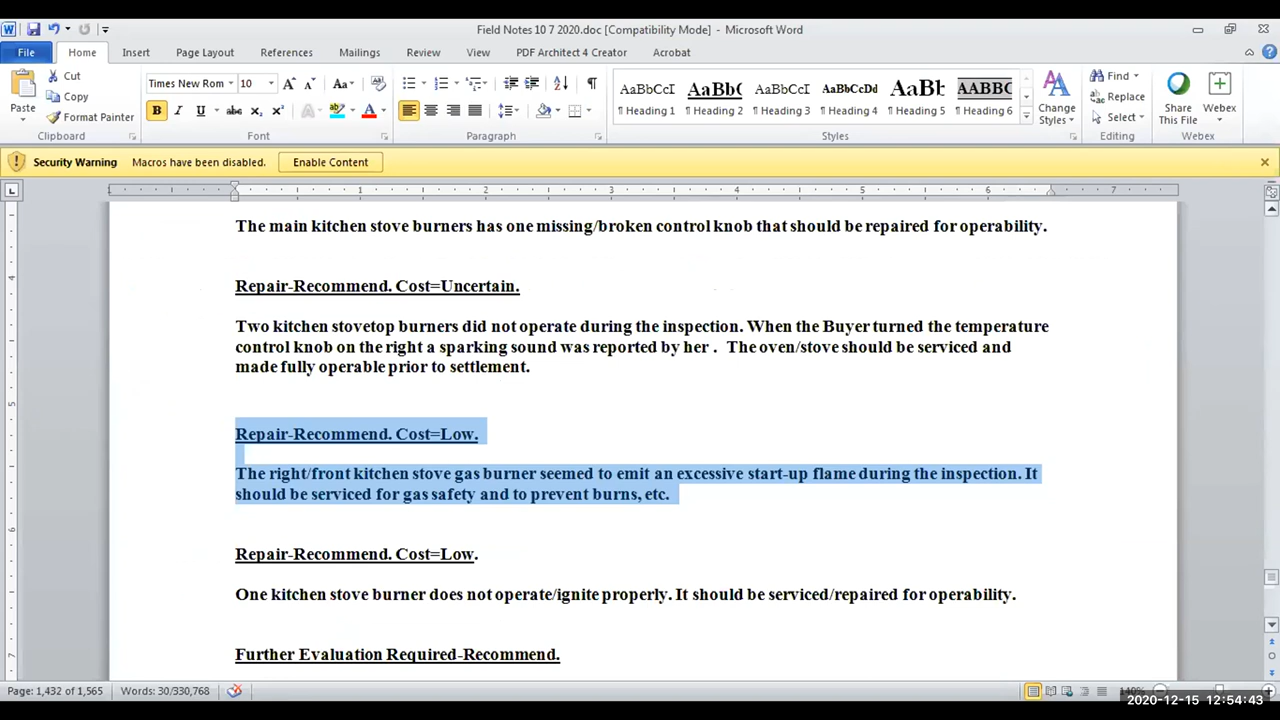 Field Notes 10 7 2020.doc [Compatibility Mode] - Microsoft Word
File Home Insert Page Layout References Mailings Review View PDF Architect 4 Creator Acrobat
Paste
Cut
Copy
Format Painter
Clipboard
Times New Rom 10
Font
Paragraph
AaBbCcI AaBbC AaBbCcI AaBbCcDd AaBb AABBC
¶ Heading 1 ¶ Heading 2 ¶ Heading 3 ¶ Heading 4 ¶ Heading 5 ¶ Heading 6
Change
Styles
Styles
Find
Replace
Select
Editing
Share
This File
Webex
Webex
Security Warning Macros have been disabled. Enable Content
The main kitchen stove burners has one missing/broken control knob that should be repaired for operability.
Repair-Recommend. Cost=Uncertain.
Two kitchen stovetop burners did not operate during the inspection. When the Buyer turned the temperature
control knob on the right a sparking sound was reported by her . The oven/stove should be serviced and
made fully operable prior to settlement.
Repair-Recommend. Cost=Low.
The right/front kitchen stove gas burner seemed to emit an excessive start-up flame during the inspection. It
should be serviced for gas safety and to prevent burns, etc.
Repair-Recommend. Cost=Low.
One kitchen stove burner does not operate/ignite properly. It should be serviced/repaired for operability.
Further Evaluation Required-Recommend.
Page: 1,432 of 1,565 Words: 30/330,768 140%
2020-12-15 12:54:43